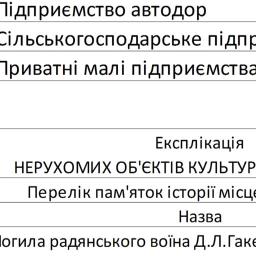 Підприємство автодор
Сільськогосподарське підпр
Приватні малі підприємства
Експлікація
НЕРУХОМИХ ОБ'ЄКТІВ КУЛЬТУР
Перелік пам'яток історії місце
Назва
Могила радянського воїна Д.Л.Гаке